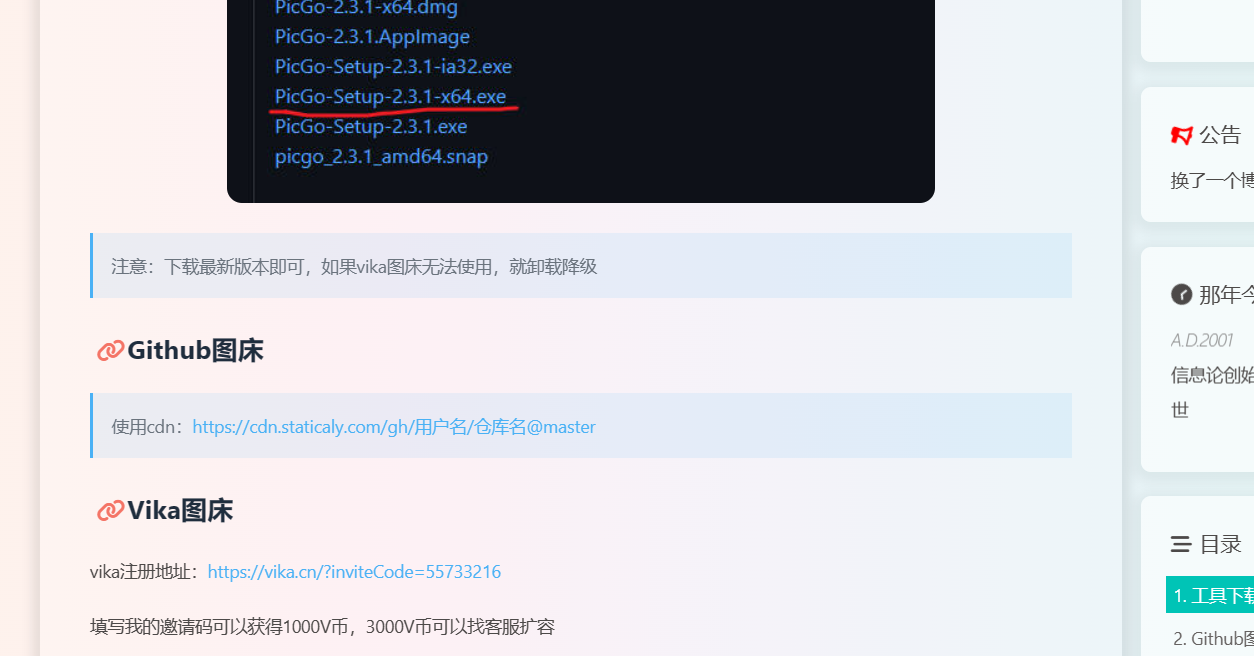 PicGo-2.3.1-x64.dmg
PicGo-2.3.1.AppImage
PicGo-Setup-2.3.1-ia32.exe
PicGo-Setup-2.3.1-x64.exe
PicGo-Setup-2.3.1.exe
picgo_2.3.1_amd64.snap
注意：下载最新版本即可，如果vika图床无法使用，就卸载降级
Github图床
使用cdn：https://cdn.staticaly.com/gh/用户名/仓库名@master
Vika图床
vika注册地址：https://vika.cn/?inviteCode=55733216
填写我的邀请码可以获得1000V币，3000V币可以找客服扩容
公告
换了一个博
那年今
A.D.2001
信息论创始
世
目录
1. 工具下载
2. Github图